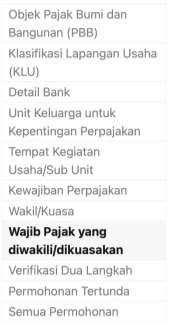 Objek Pajak Bumi dan
Bangunan (PBB)
Klasifikasi Lapangan Usaha
(KLU)
Detail Bank
Unit Keluarga untuk
Kepentingan Perpajakan
Tempat Kegiatan
Usaha/Sub Unit
Kewajiban Perpajakan
Wakil/Kuasa
Wajib Pajak yang
diwakili/dikuasakan
Verifikasi Dua Langkah
Permohonan Tertunda
Semua Permohonan